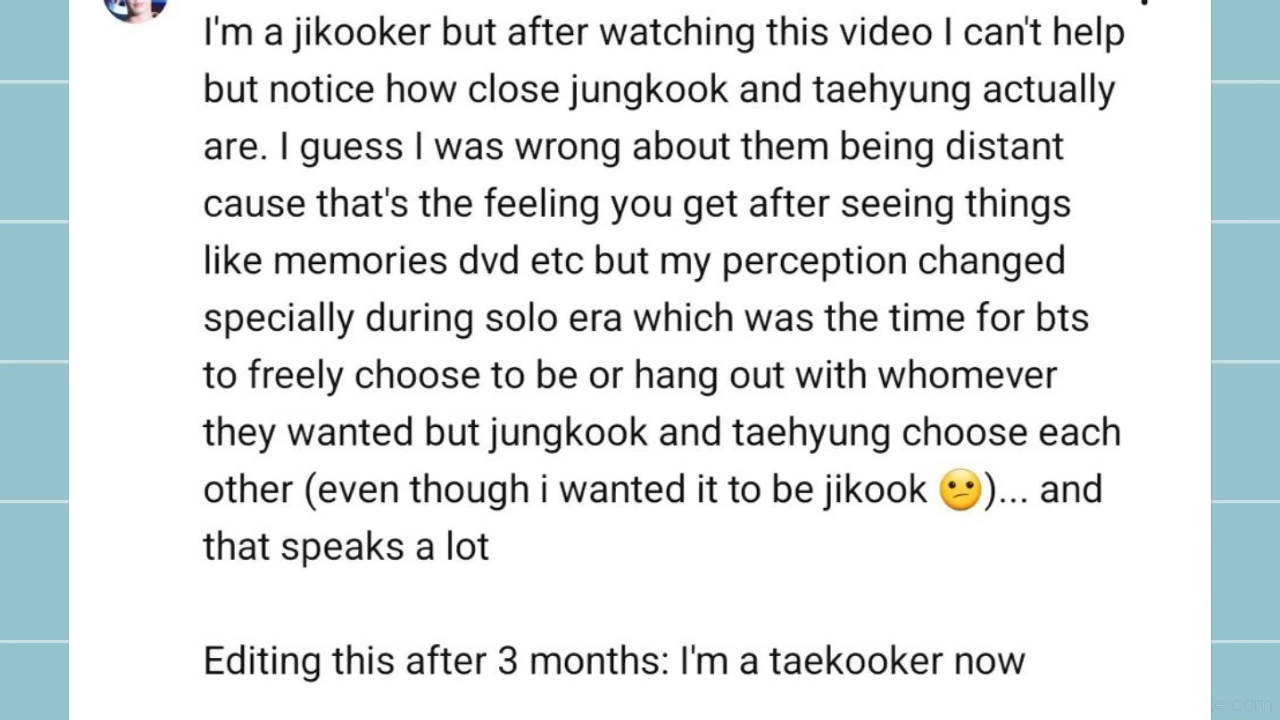 I'm a jikooker but after watching this video I can't help
but notice how close jungkook and taehyung actually
are. I guess I was wrong about them being distant
cause that's the feeling you get after seeing things
like memories dvd etc but my perception changed
specially during solo era which was the time for bts
to freely choose to be or hang out with whomever
they wanted but jungkook and taehyung choose each
other (even though i wanted it to be jikook 😕)... and
that speaks a lot
Editing this after 3 months: I'm a taekooker now